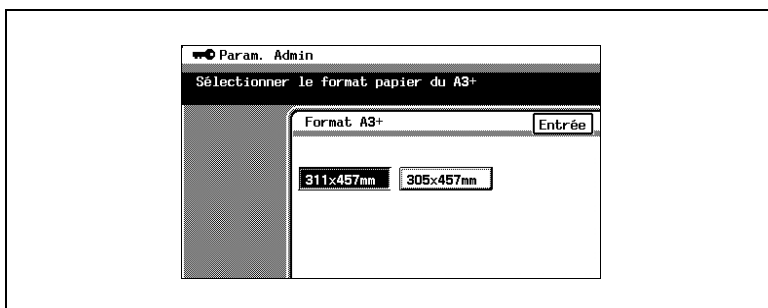 Param. Admin
Sélectionner le format papier du A3+
Format A3+
Entrée
311x457mm 305x457mm